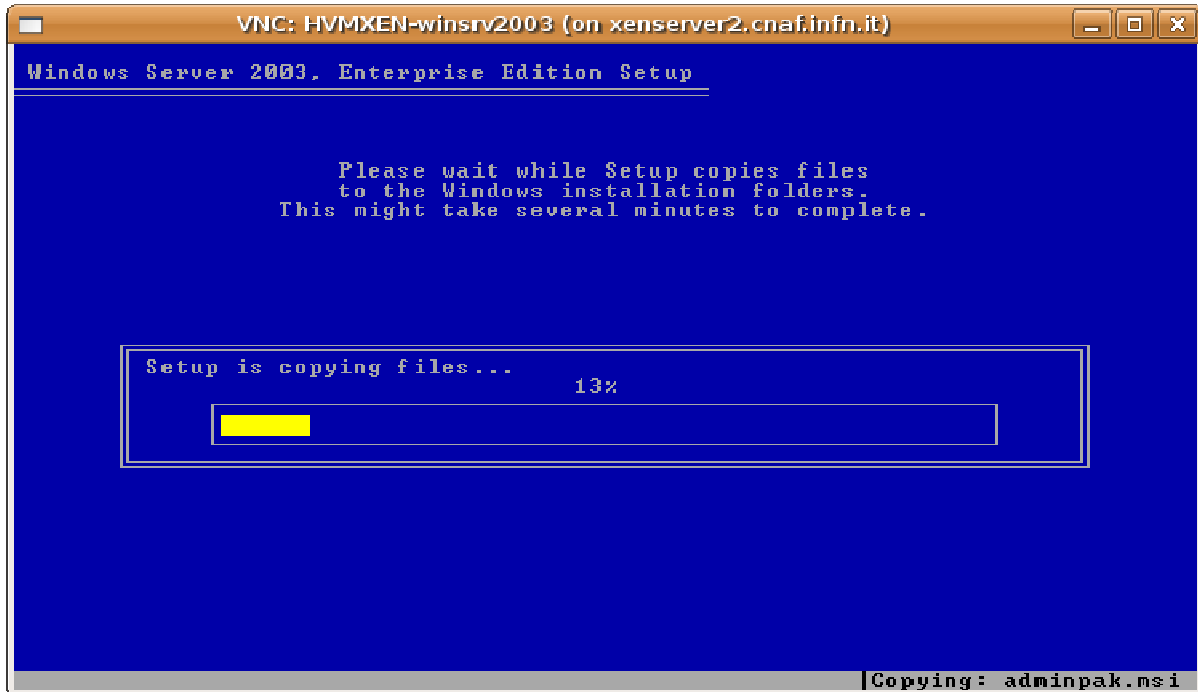 VNC: HVMXEN-winsrv2003 (on xenserver2.cnaf.infn.it)
Windows Server 2003, Enterprise Edition Setup
Please wait while Setup copies files
to the Windows installation folders.
This might take several minutes to complete.
Setup is copying files...
13%
Copying: adminpak.msi